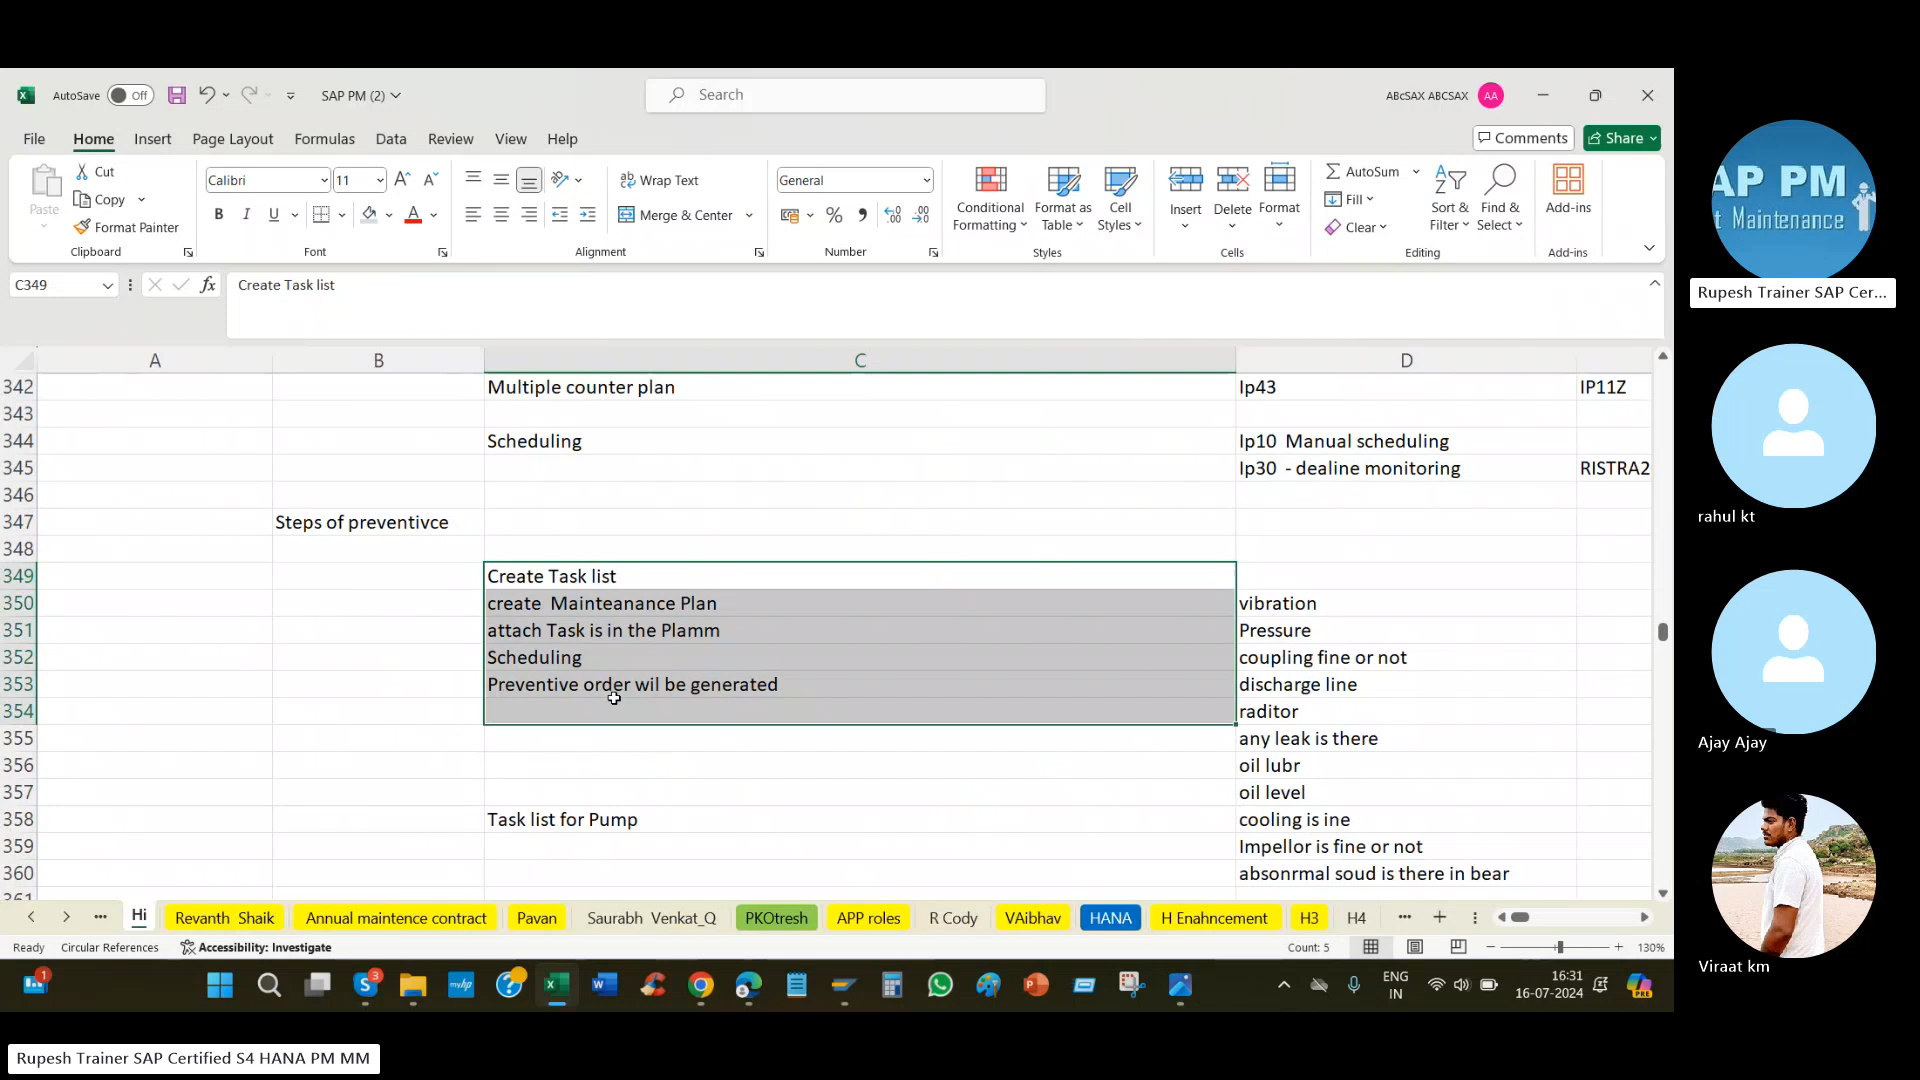 AutoSave Off SAP PM (2) Search ABcSAX ABCSAX AA
File Home Insert Page Layout Formulas Data Review View Help Comments Share
Paste Cut Copy Format Painter Clipboard
Calibri 11 B I U Font
Wrap Text Merge & Center Alignment
General % Number
Conditional Formatting Format as Table Cell Styles Styles
Insert Delete Format Cells
AutoSum Fill Clear Sort & Filter Find & Select Editing
Add-ins Add-ins
C349 fx Create Task list
A B C D
342 Multiple counter plan Ip43 IP11Z
343
344 Scheduling Ip10 Manual scheduling
345 Ip30 - dealine monitoring RISTRA2
346
347 Steps of preventivce
348
349 Create Task list
350 create Mainteanance Plan vibration
351 attach Task is in the Plamm Pressure
352 Scheduling coupling fine or not
353 Preventive order wil be generated discharge line
354 raditor
355 any leak is there
356 oil lubr
357 oil level
358 Task list for Pump cooling is ine
359 Impellor is fine or not
360 absonrmal soud is there in bear
Hi Revanth Shaik Annual maintence contract Pavan Saurabh Venkat_Q PKOtresh APP roles R Cody VAibhav HANA H Enahncement H3 H4
Ready Circular References Accessibility: Investigate Count: 5 130%
1 myhp 3 ENG IN 16:31 16-07-2024 PRE
AP PM
t Maintenance
Rupesh Trainer SAP Cer...
rahul kt
Ajay Ajay
Viraat km
Rupesh Trainer SAP Certified S4 HANA PM MM